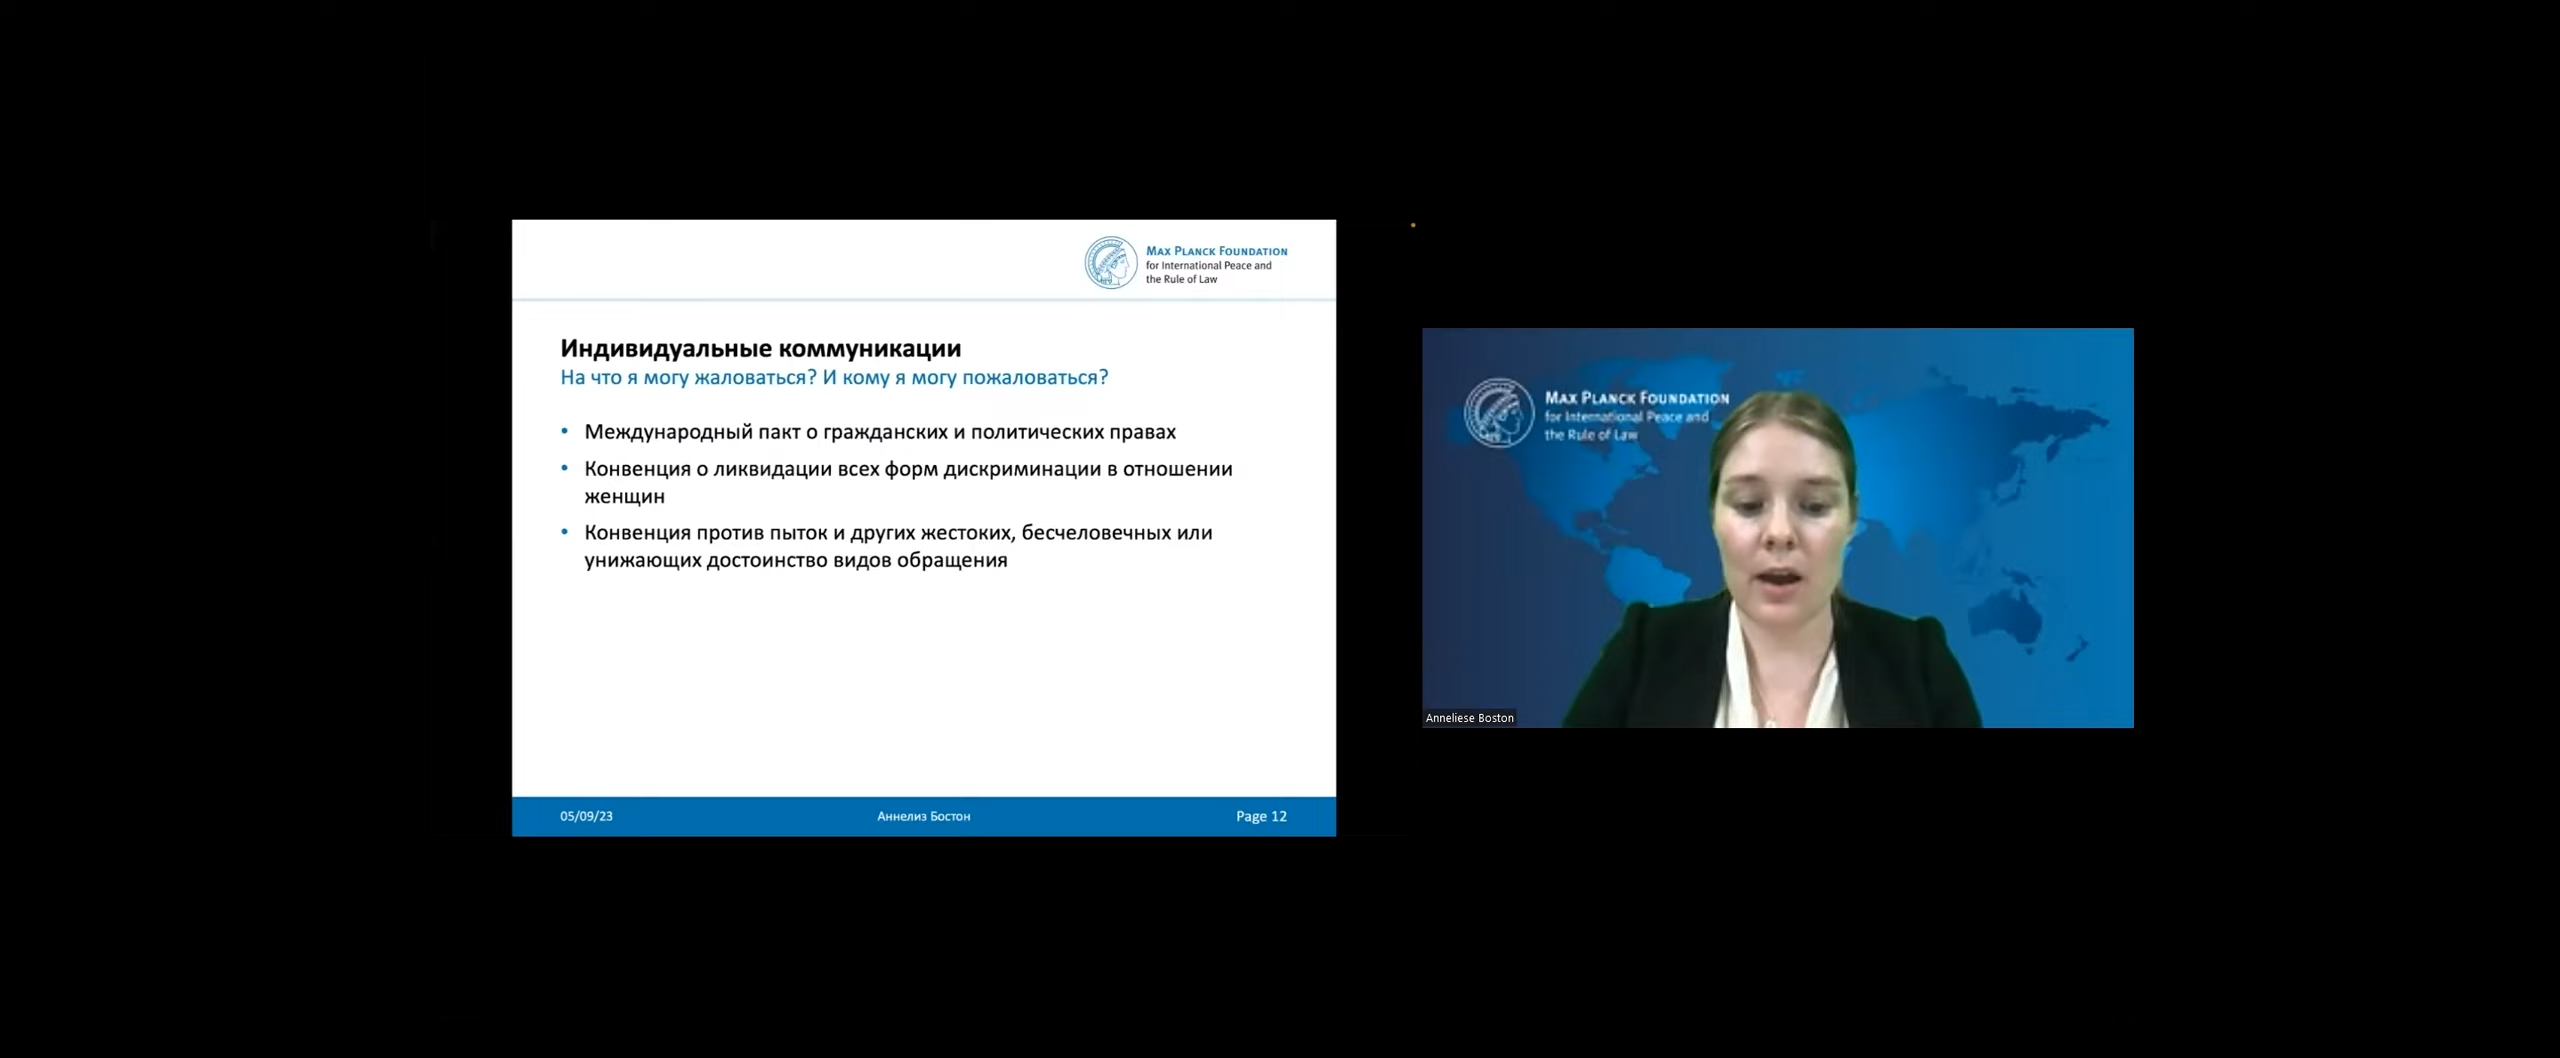 MAX PLANCK FOUNDATION
for International Peace and
the Rule of Law
Индивидуальные коммуникации
На что я могу жаловаться? И кому я могу пожаловаться?
• Международный пакт о гражданских и политических правах
• Конвенция о ликвидации всех форм дискриминации в отношении
женщин
• Конвенция против пыток и других жестоких, бесчеловечных или
унижающих достоинство видов обращения
05/09/23 Аннелиз Бостон Page 12
MAX PLANCK FOUNDATION
for International Peace and
the Rule of Law
Anneliese Boston